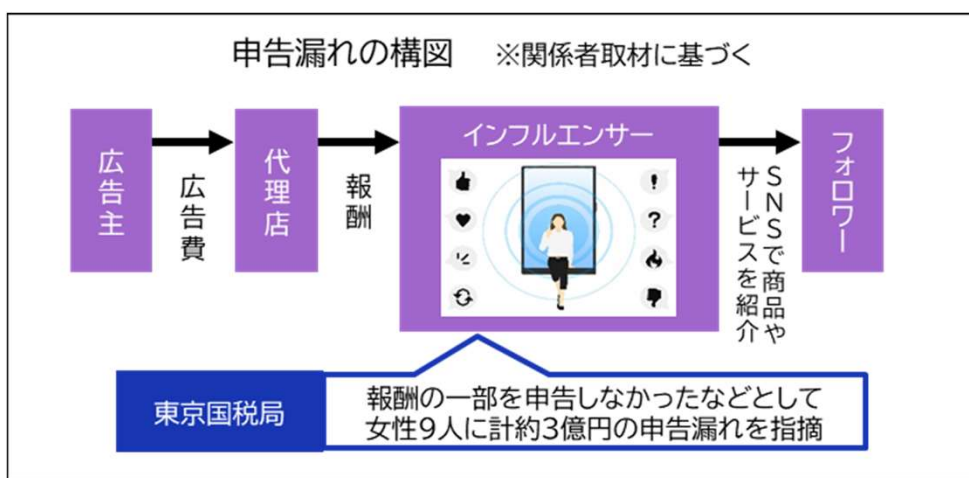 申告漏れの構図 ※関係者取材に基づく
広告主
広告費
代理店
報酬
インフルエンサー
SNSで商品や
サービスを紹介
フォロワー
東京国税局
報酬の一部を申告しなかったなどとして
女性9人に計約3億円の申告漏れを指摘